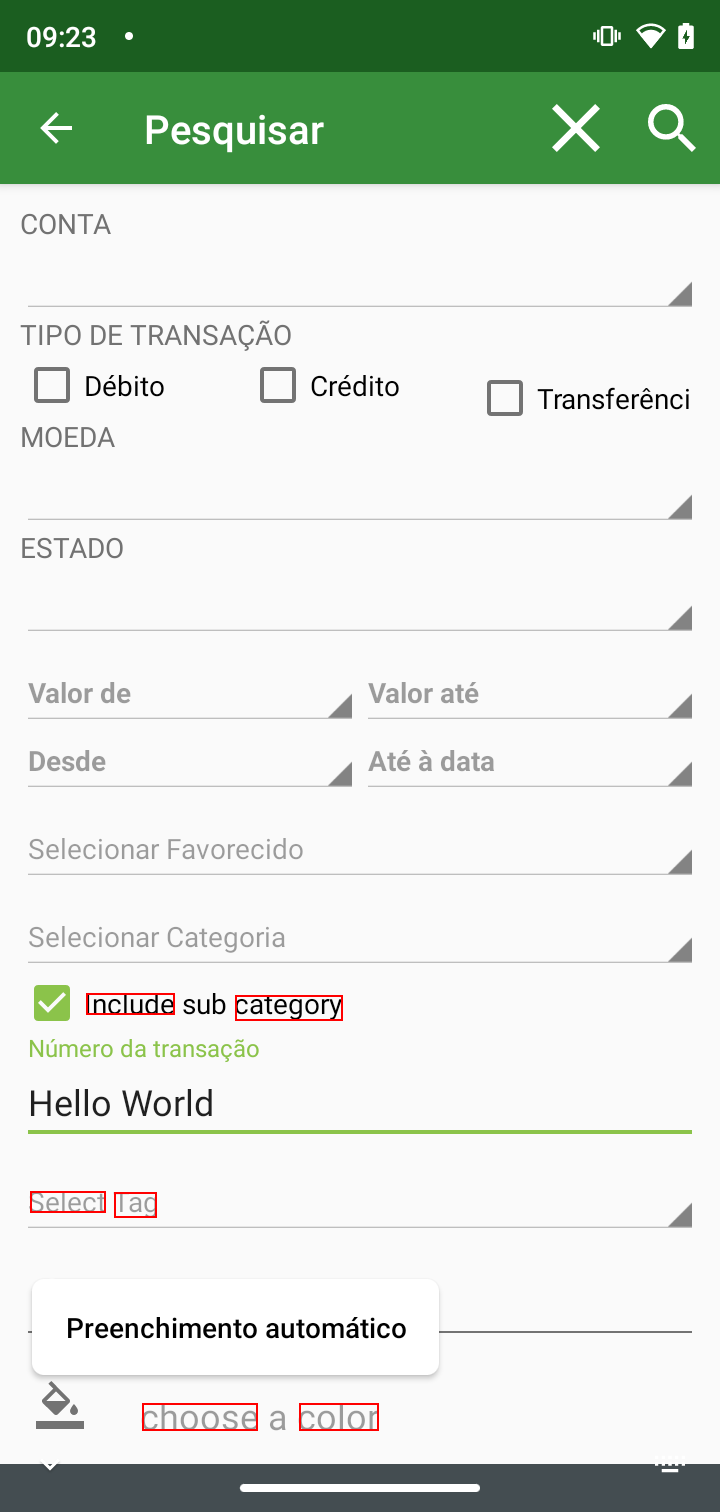 09:23
Pesquisar
CONTA
TIPO DE TRANSAÇÃO
Débito Crédito Transferênci
MOEDA
ESTADO
Valor de Valor até
Desde Até à data
Selecionar Favorecido
Selecionar Categoria
Include sub category
Número da transação
Hello World
Select Tag
Preenchimento automático
choose a color